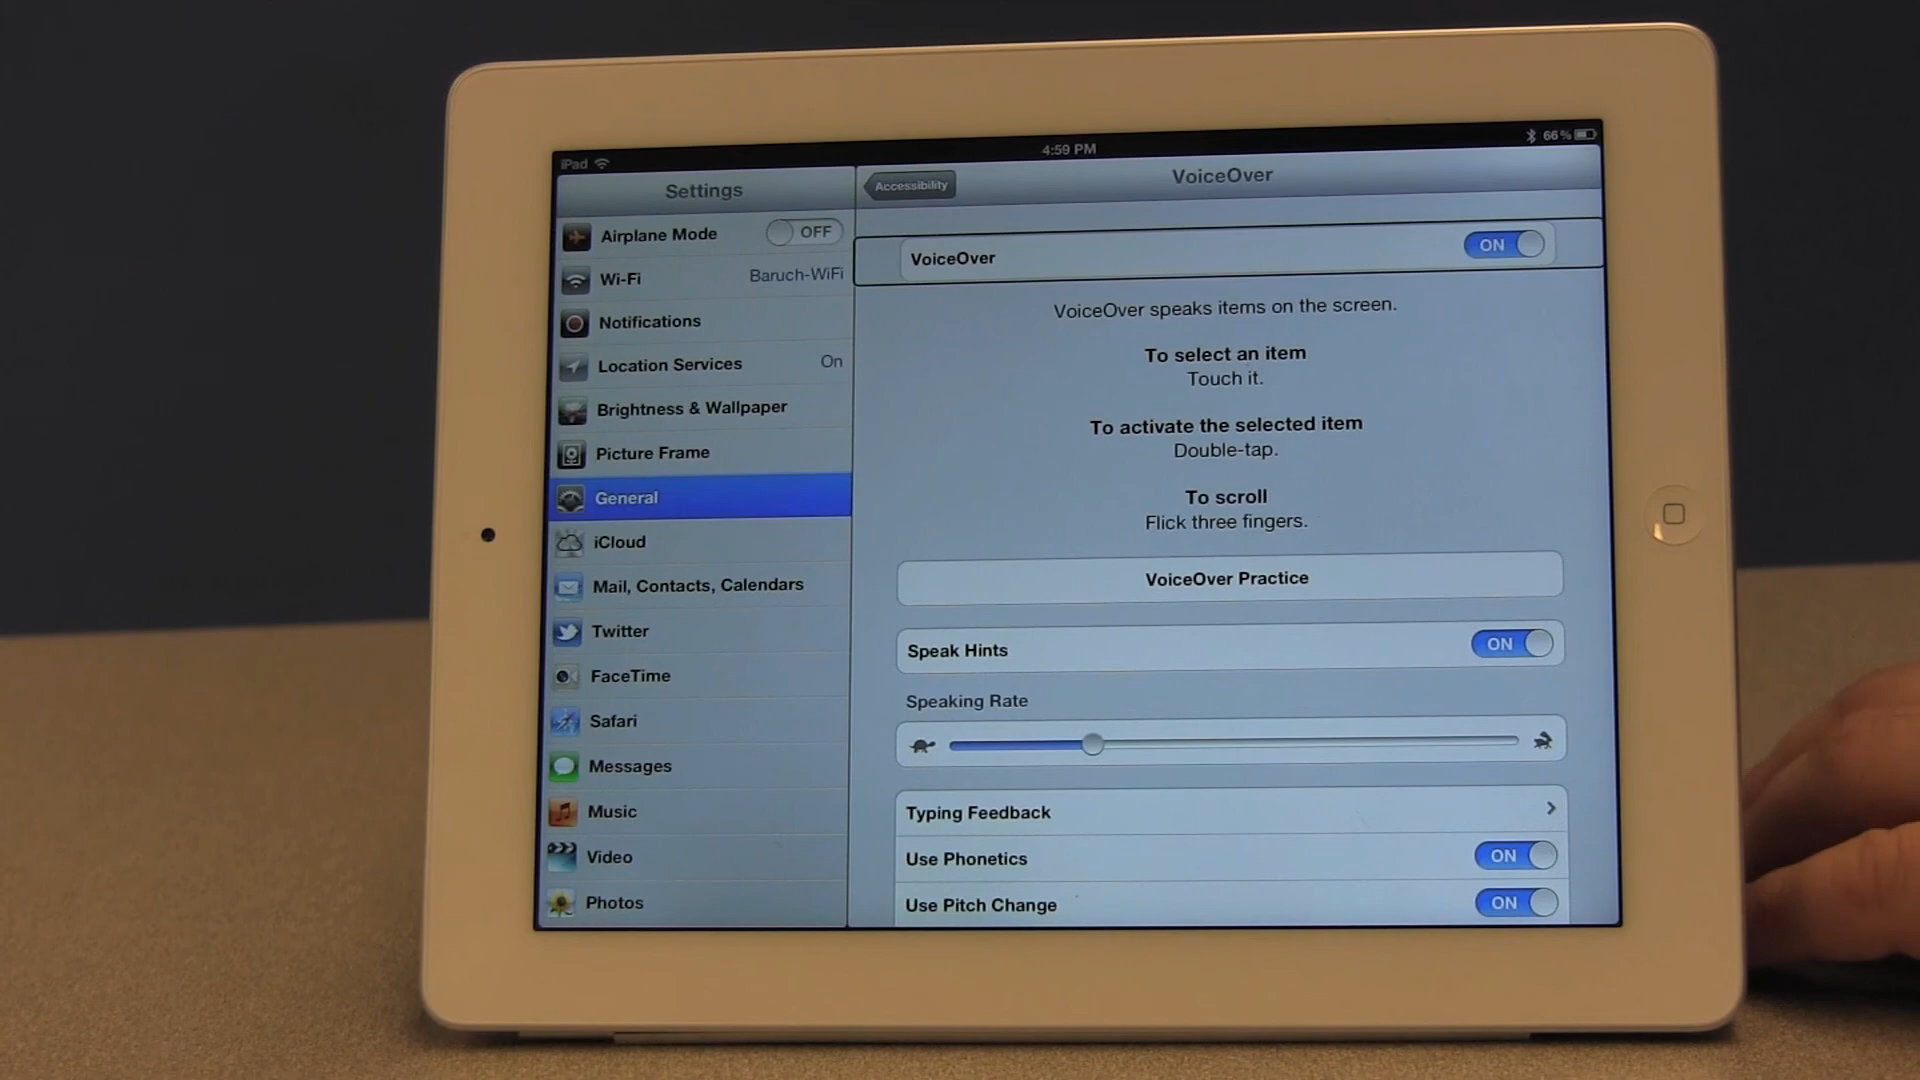 iPad
4:59 PM
66%
Settings
Airplane Mode OFF
Wi-Fi Baruch-WiFi
Notifications
Location Services On
Brightness & Wallpaper
Picture Frame
General
iCloud
Mail, Contacts, Calendars
Twitter
FaceTime
Safari
Messages
Music
Video
Photos
Accessibility
VoiceOver
VoiceOver ON
VoiceOver speaks items on the screen.
To select an item
Touch it.
To activate the selected item
Double-tap.
To scroll
Flick three fingers.
VoiceOver Practice
Speak Hints ON
Speaking Rate
Typing Feedback
Use Phonetics ON
Use Pitch Change ON